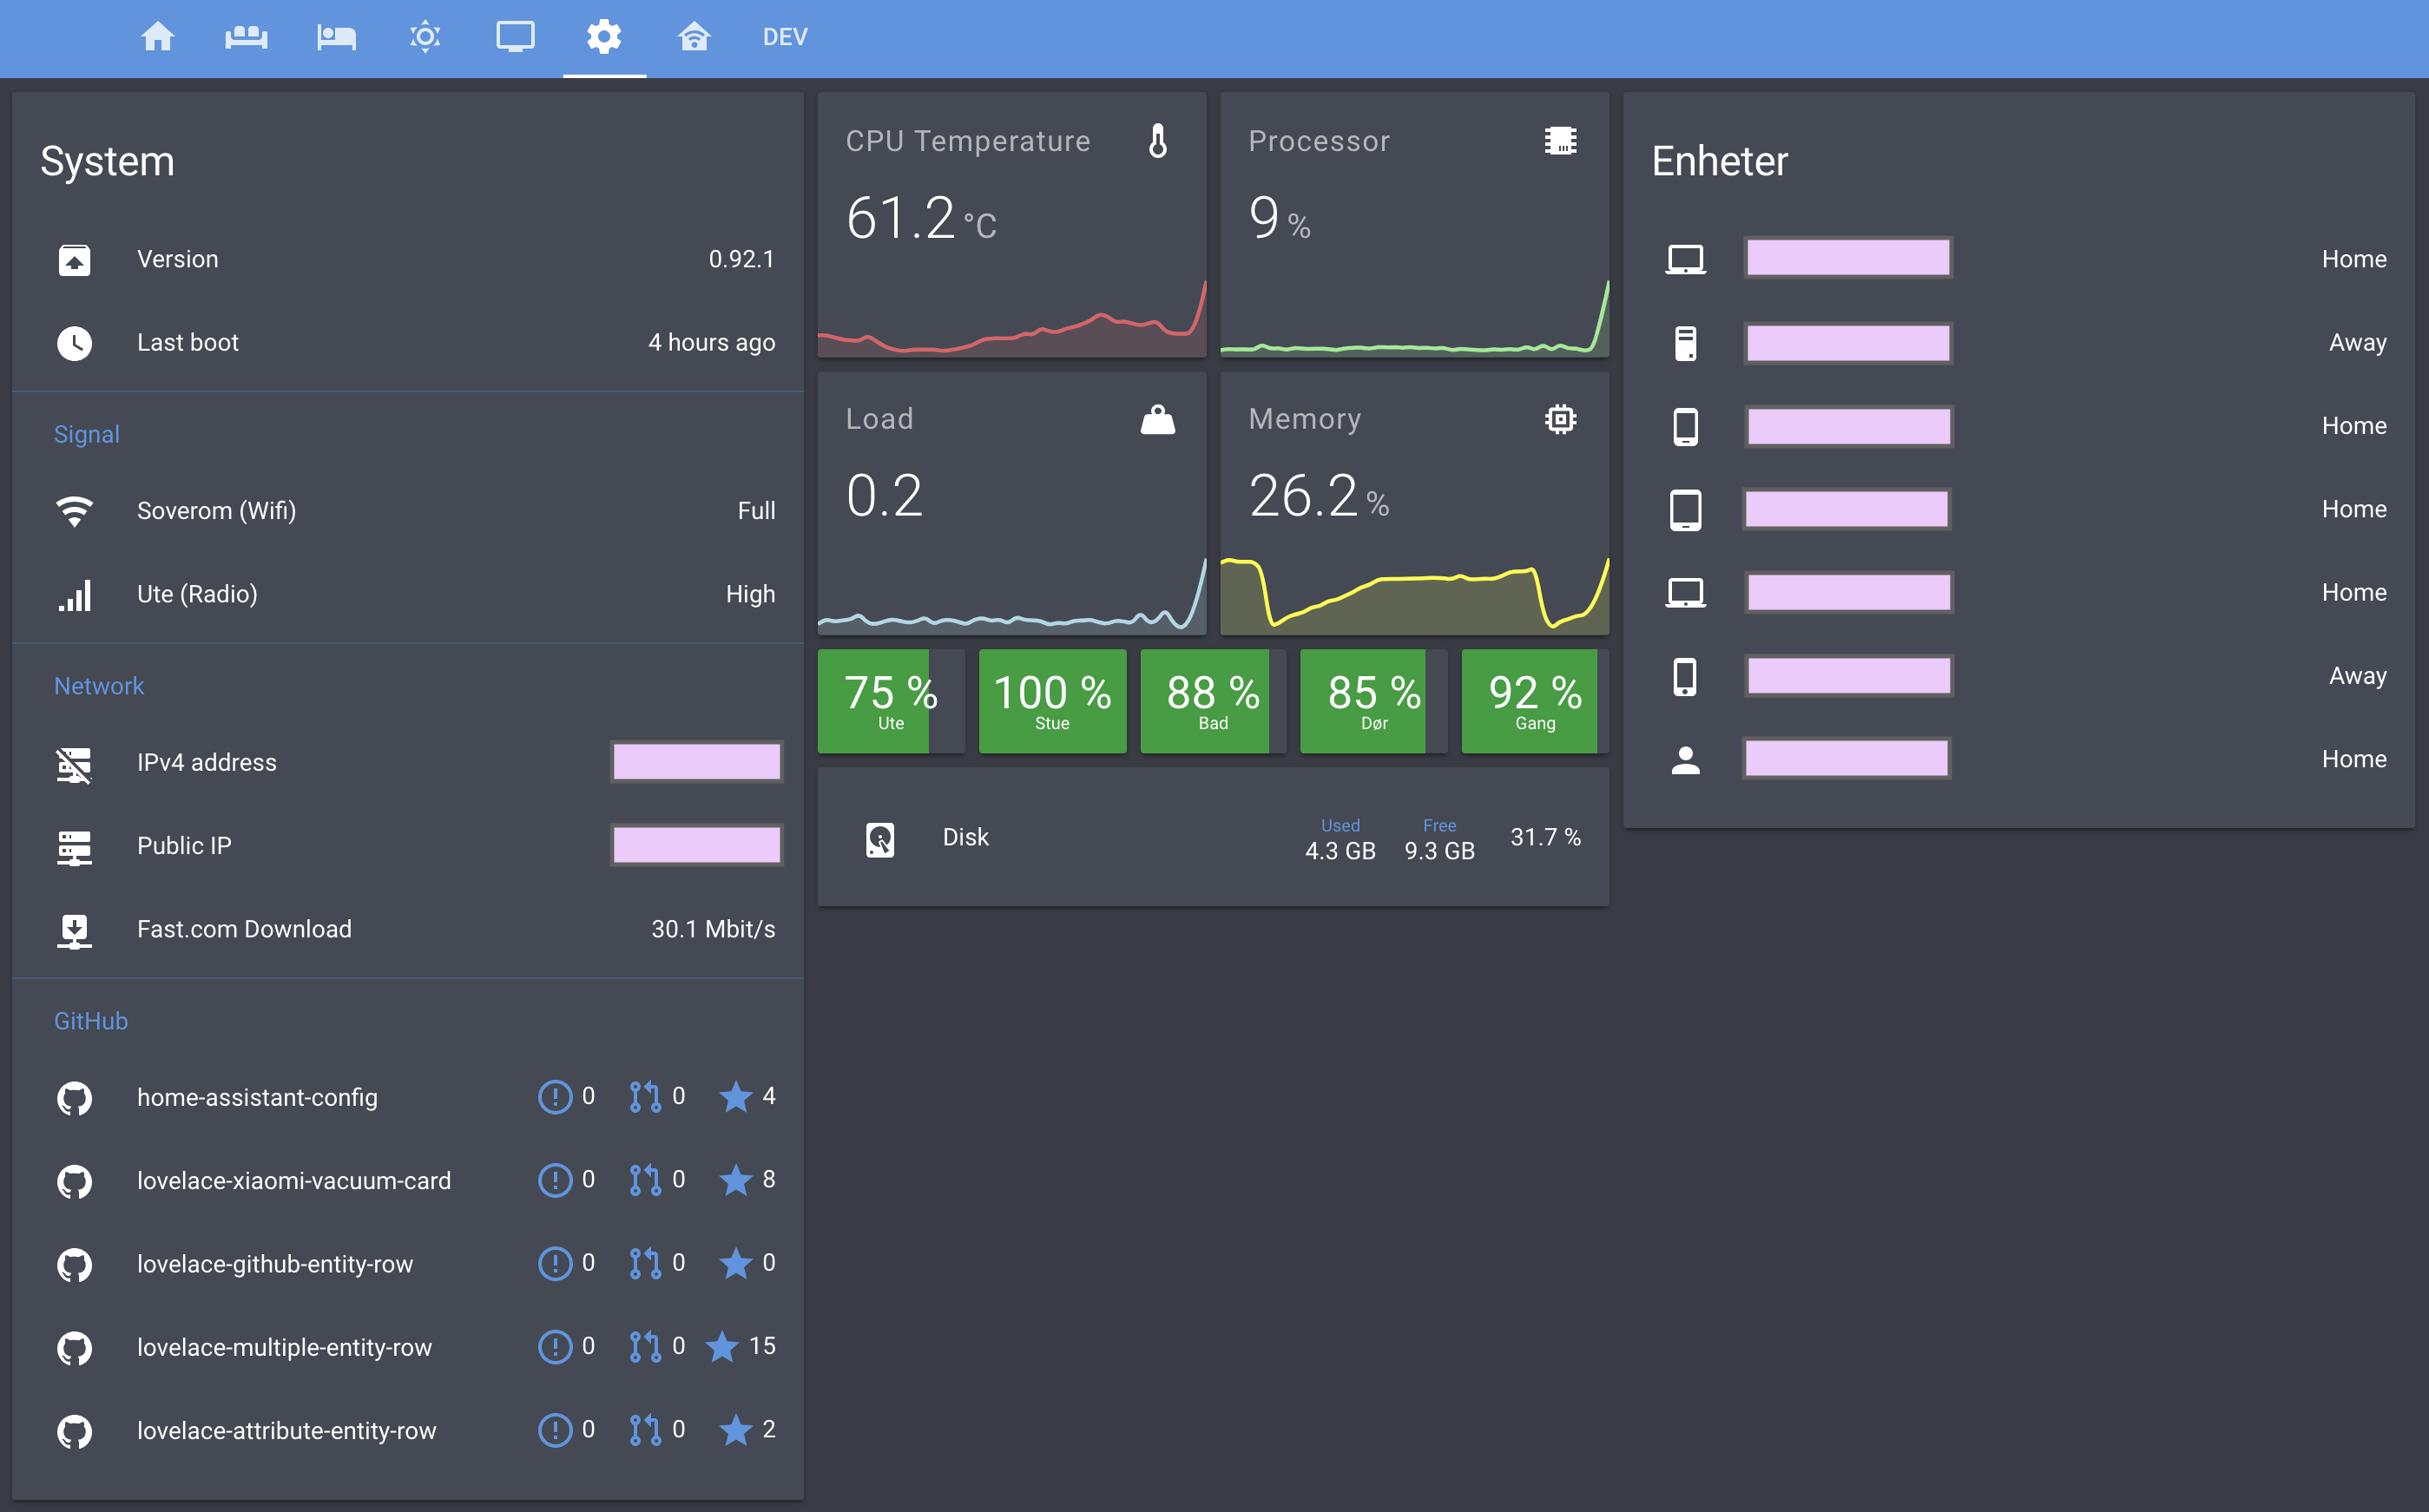 DEV
System
Version 0.92.1
Last boot 4 hours ago
Signal
Soverom (Wifi) Full
Ute (Radio) High
Network
IPv4 address
Public IP
Fast.com Download 30.1 Mbit/s
GitHub
home-assistant-config 0 0 4
lovelace-xiaomi-vacuum-card 0 0 8
lovelace-github-entity-row 0 0 0
lovelace-multiple-entity-row 0 0 15
lovelace-attribute-entity-row 0 0 2
CPU Temperature
61.2 °C
Processor
9 %
Load
0.2
Memory
26.2 %
75 %
Ute
100 %
Stue
88 %
Bad
85 %
Dør
92 %
Gang
Disk
Used
4.3 GB
Free
9.3 GB
31.7 %
Enheter
Home
Away
Home
Home
Home
Away
Home